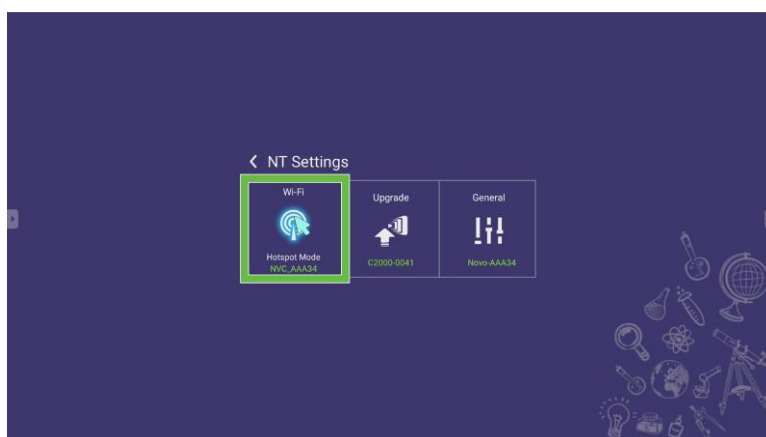 NT Settings
Wi-Fi
Hotspot Mode
NVC_AAA34
Upgrade
C2000-0041
General
Novo-AAA34